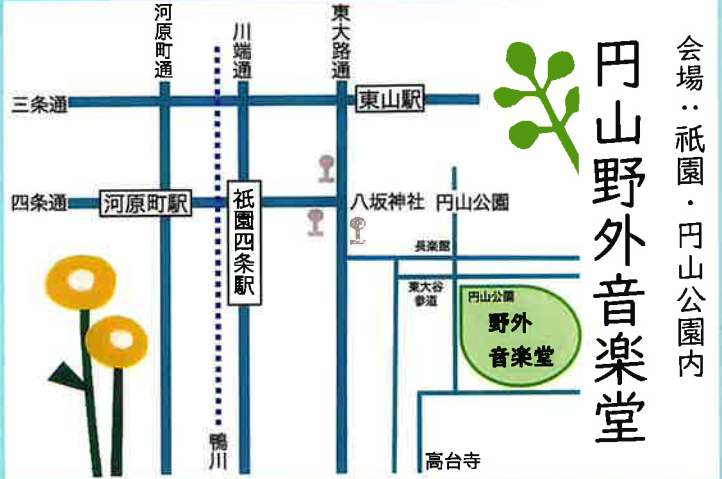 会場：祇園・円山公園内
円山野外音楽堂
河原町通
川端通
東大路通
三条通
東山駅
四条通
河原町駅
祇園四条駅
八坂神社
円山公園
長楽館
東大谷
参道
円山公園
野外
音楽堂
鴨川
高台寺